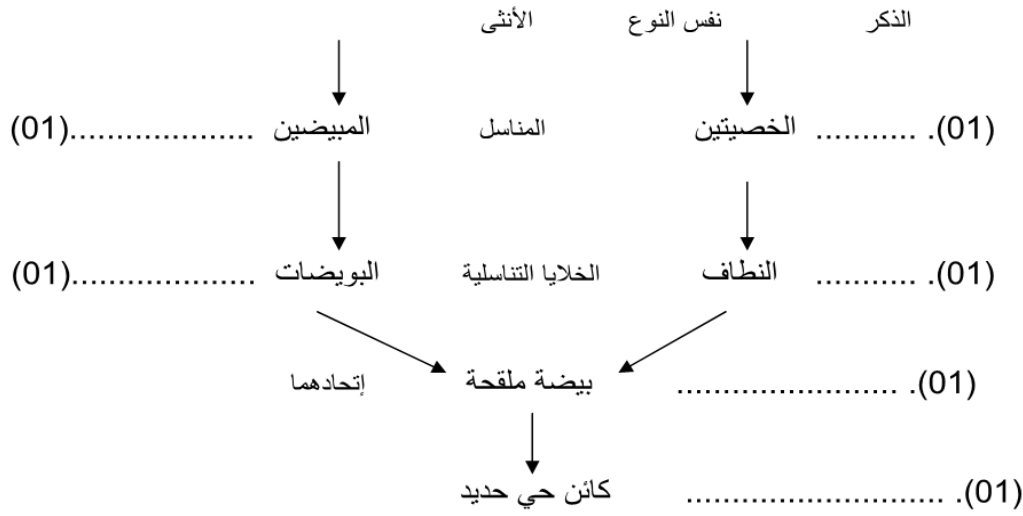 الذكر نفس النوع الأنثى
(01). ........... الخصيتين المناسل المبيضين ....................(01)
(01). ........... النطاف الخلايا التناسلية البويضات ....................(01)
(01). ........................ بيضة ملقحة إتحادهما
(01). ............................ كائن حي حديد